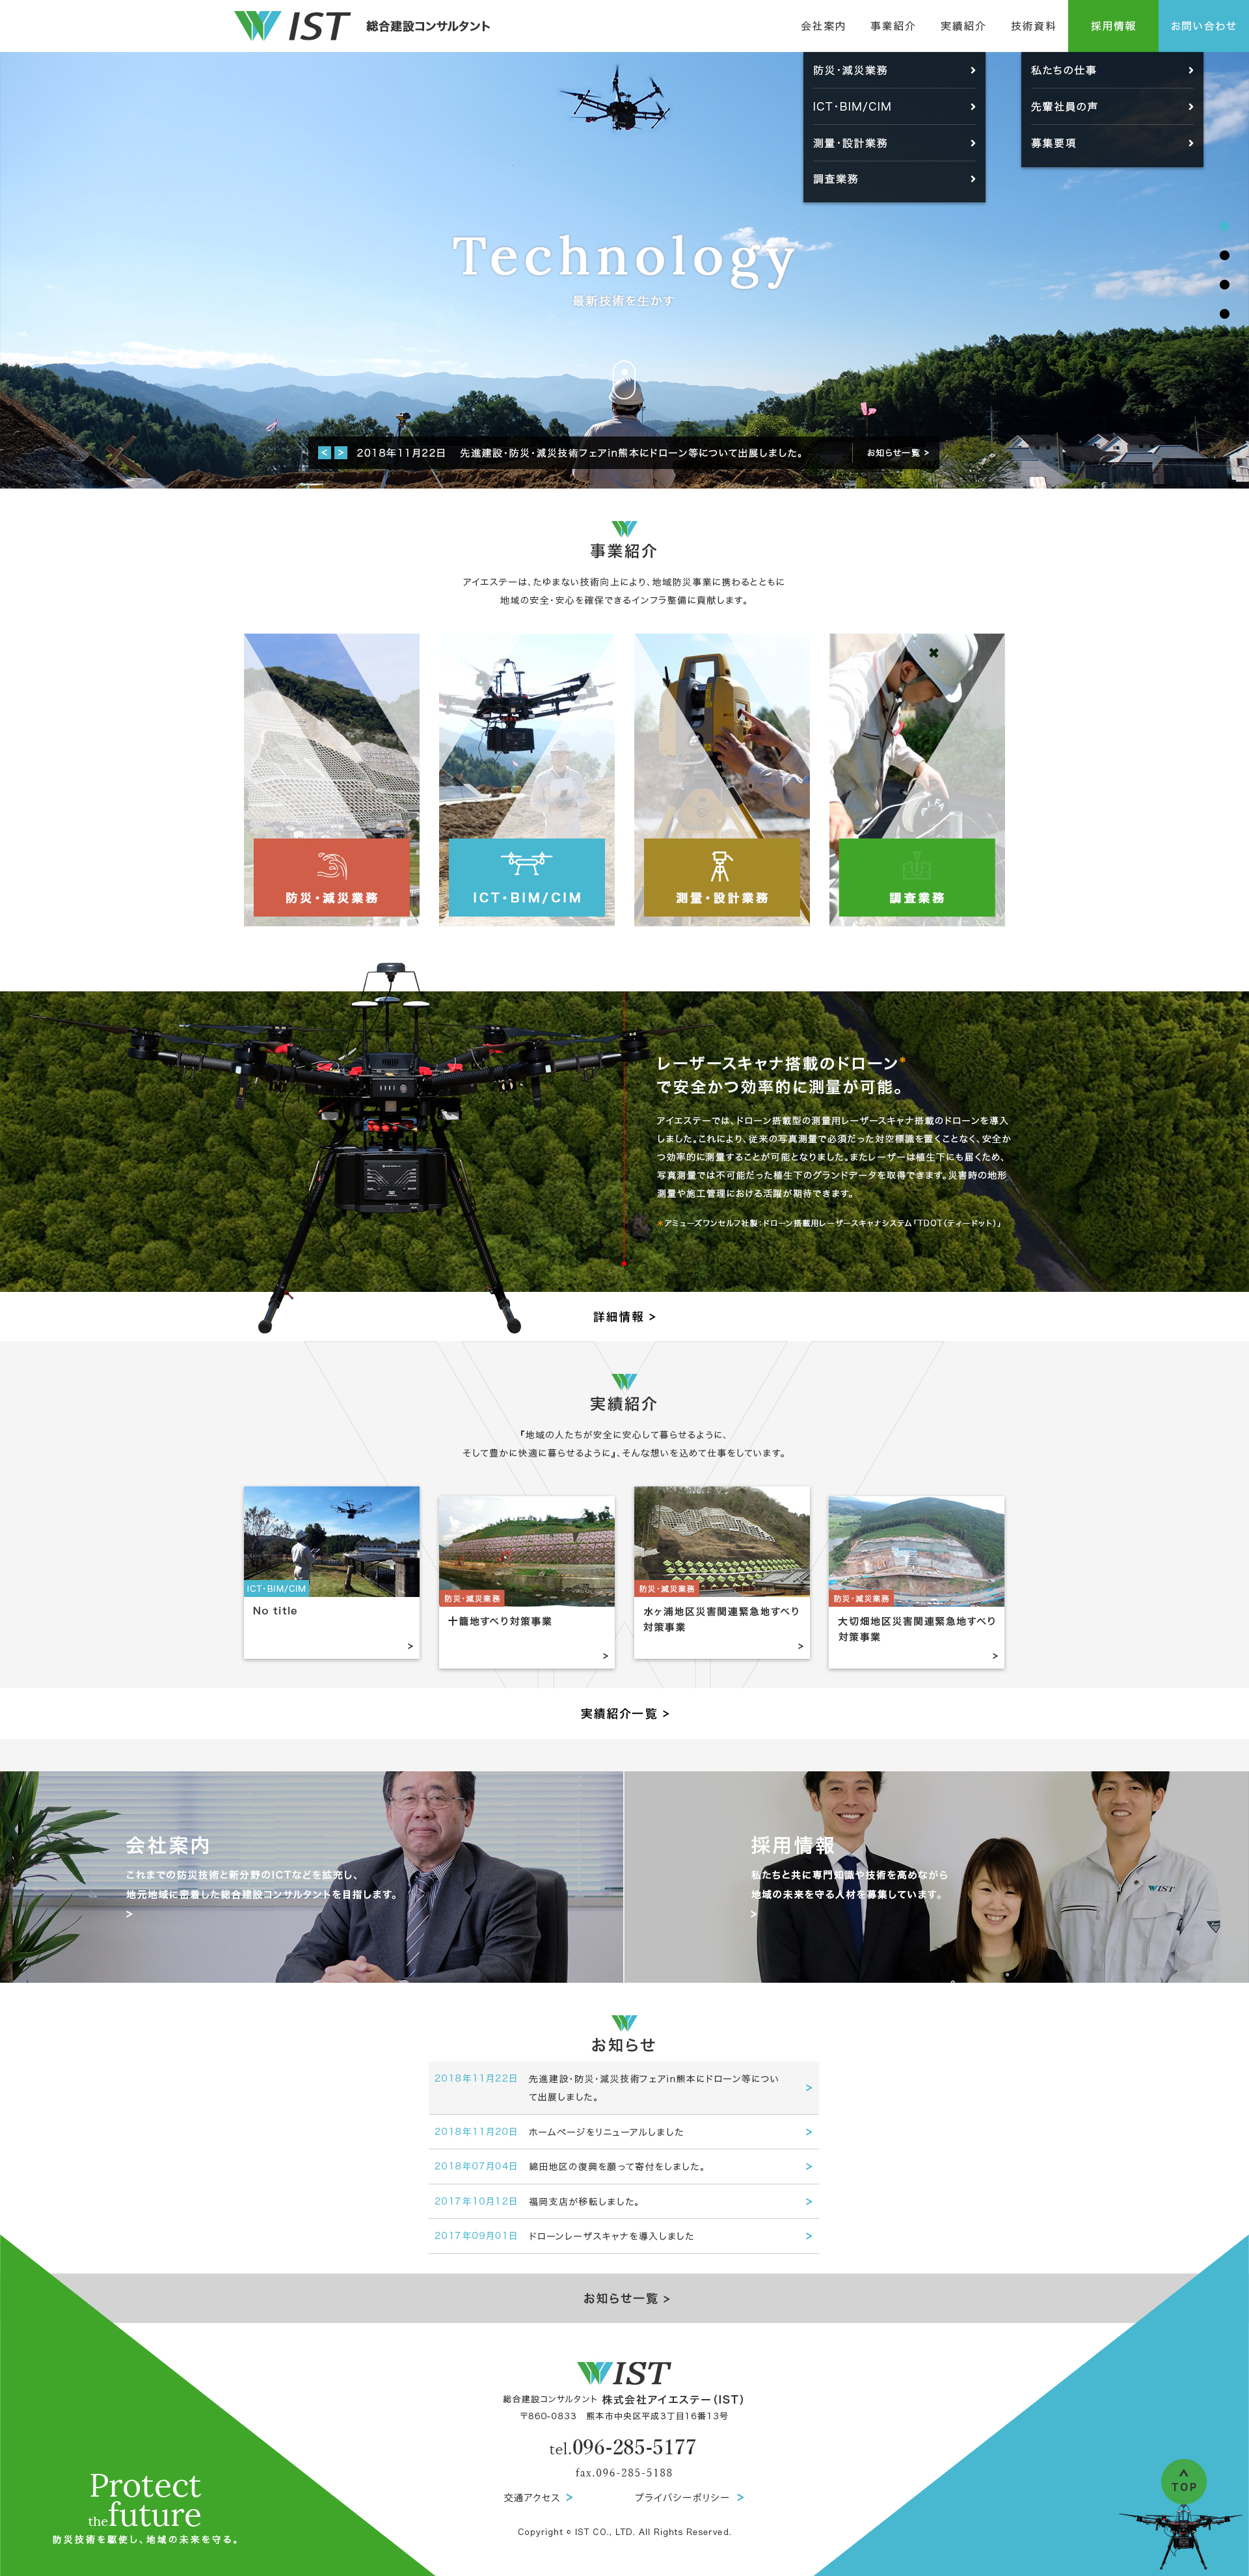 IST 総合建設コンサルタント
会社案内 事業紹介 実績紹介 技術資料 採用情報 お問い合わせ
防災・減災業務
ICT・BIM/CIM
測量・設計業務
調査業務
私たちの仕事
先輩社員の声
募集要項
Technology
最新技術を生かす
< > 2018年11月22日 先進建設・防災・減災技術フェアin熊本にドローン等について出展しました。 お知らせ一覧 >
事業紹介
アイエステーは、たゆまない技術向上により、地域防災事業に携わるとともに
地域の安全・安心を確保できるインフラ整備に貢献します。
防災・減災業務
ICT・BIM/CIM
測量・設計業務
調査業務
レーザースキャナ搭載のドローン*
で安全かつ効率的に測量が可能。
アイエステーでは、ドローン搭載型の測量用レーザースキャナ搭載のドローンを導入
しました。これにより、従来の写真測量で必須だった対空標識を置くことなく、安全か
つ効率的に測量することが可能となりました。またレーザーは植生下にも届くため、
写真測量では不可能だった植生下のグランドデータを取得できます。災害時の地形
測量や施工管理における活躍が期待できます。
*アミューズワンセルフ社製：ドローン搭載用レーザースキャナシステム「TDOT（ティードット）」
詳細情報 >
実績紹介
『地域の人たちが安全に安心して暮らせるように、
そして豊かに快適に暮らせるように』、そんな想いを込めて仕事をしています。
ICT・BIM/CIM
No title
>
防災・減災業務
十籠地すべり対策事業
>
防災・減災業務
水ヶ浦地区災害関連緊急地すべり
対策事業
>
防災・減災業務
大切畑地区災害関連緊急地すべり
対策事業
>
実績紹介一覧 >
会社案内
これまでの防災技術と新分野のICTなどを拡充し、
地元地域に密着した総合建設コンサルタントを目指します。
>
採用情報
私たちと共に専門知識や技術を高めながら
地域の未来を守る人材を募集しています。
>
IST
お知らせ
2018年11月22日 先進建設・防災・減災技術フェアin熊本にドローン等につい
て出展しました。 >
2018年11月20日 ホームページをリニューアルしました >
2018年07月04日 綿田地区の復興を願って寄付をしました。 >
2017年10月12日 福岡支店が移転しました。 >
2017年09月01日 ドローンレーザスキャナを導入しました >
お知らせ一覧 >
IST
総合建設コンサルタント 株式会社アイエステー（IST）
〒860-0833 熊本市中央区平成3丁目16番13号
tel.096-285-5177
fax.096-285-5188
交通アクセス > プライバシーポリシー >
Copyright © IST CO., LTD. All Rights Reserved.
Protect
the future
防災技術を駆使し、地域の未来を守る。
TOP